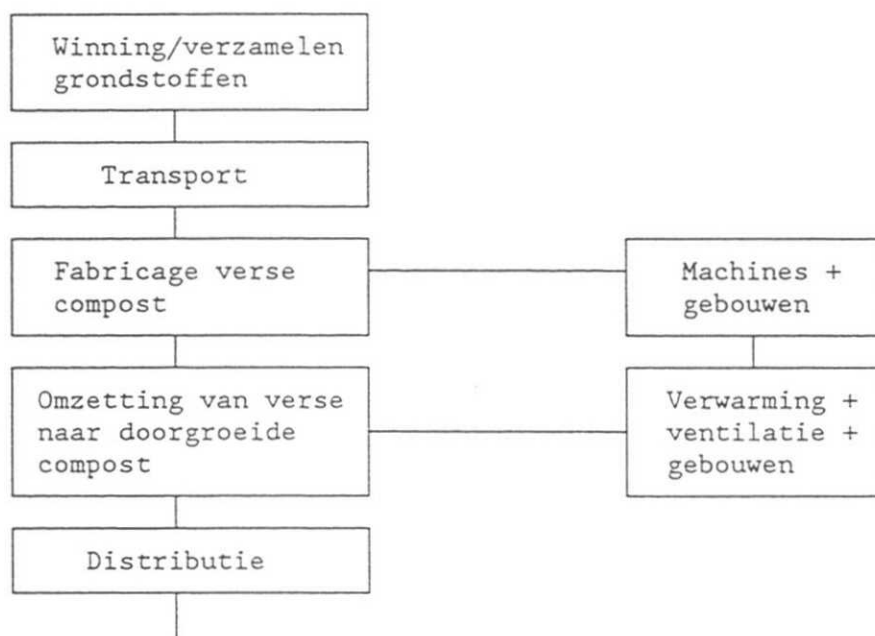 Winning/verzamelen
grondstoffen
Transport
Fabricage verse
compost
Machines +
gebouwen
Omzetting van verse
naar doorgroeide
compost
Verwarming +
ventilatie +
gebouwen
Distributie